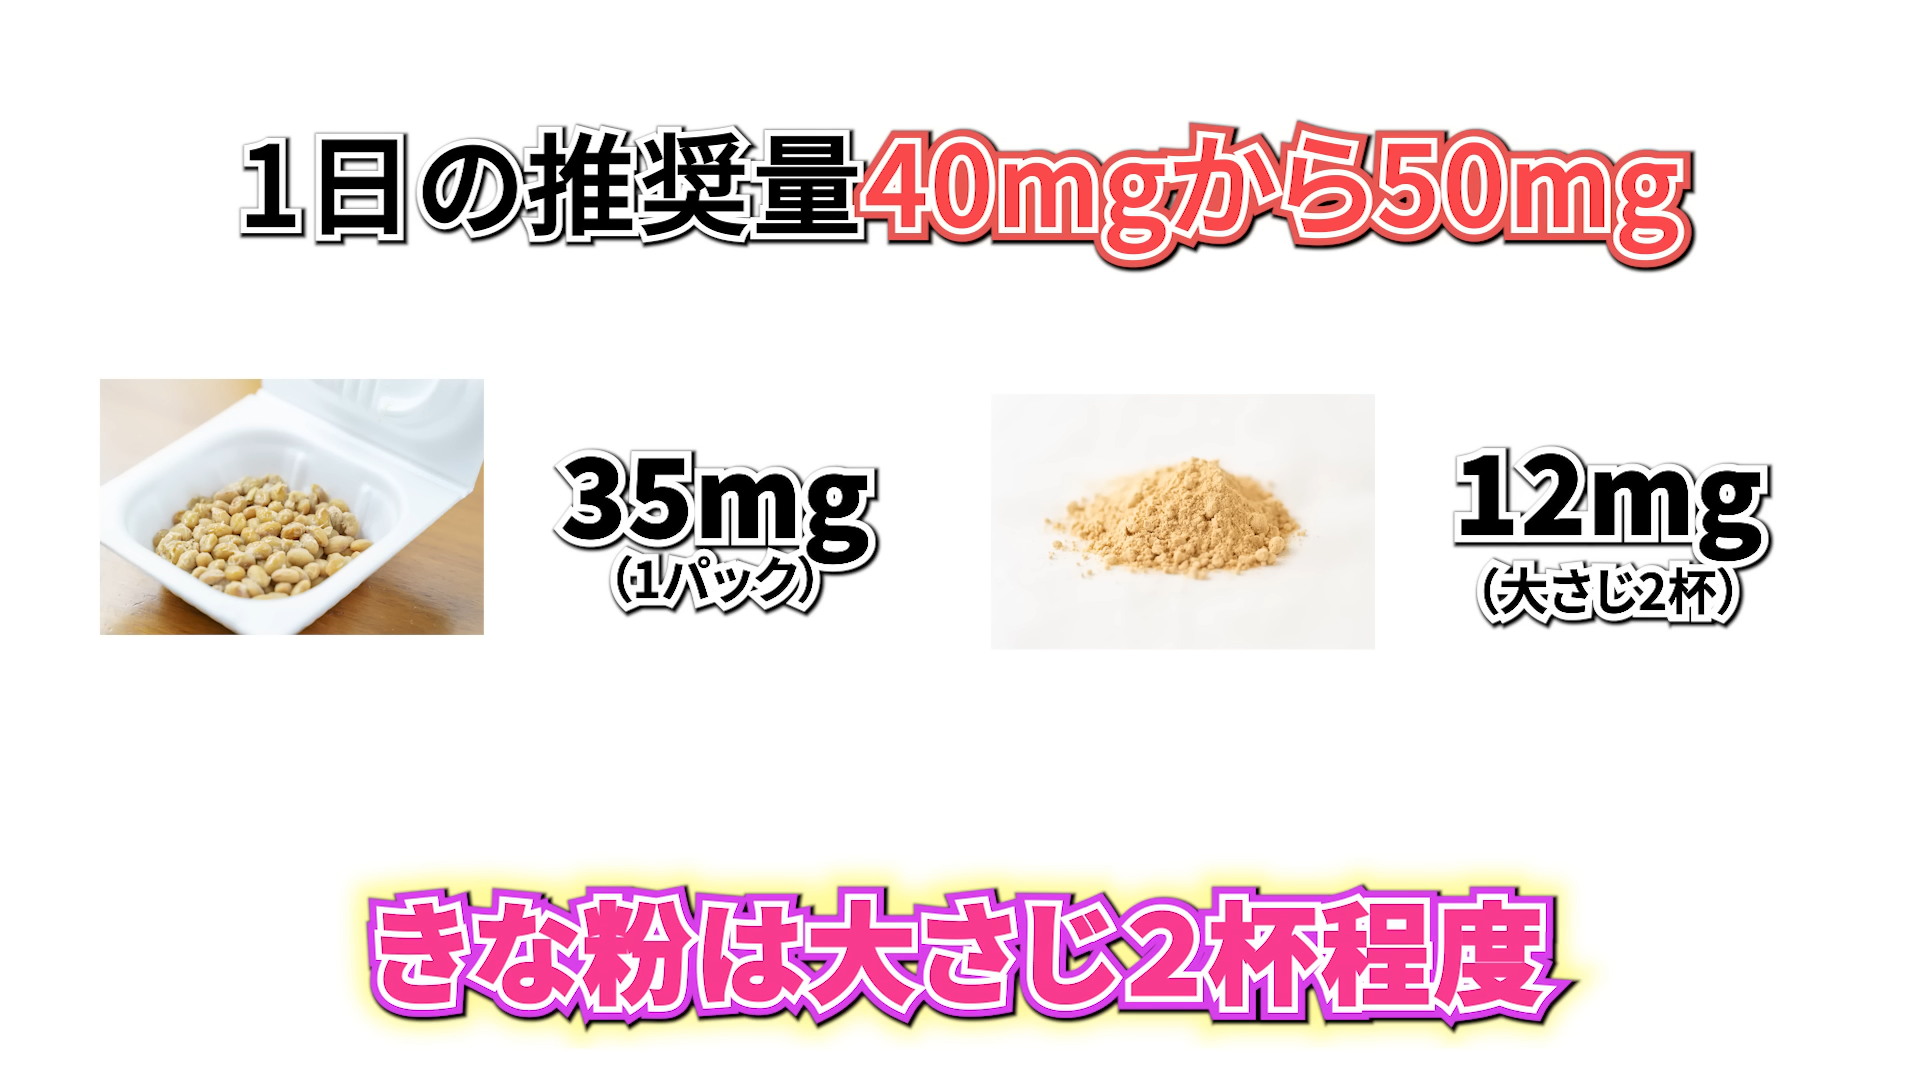 1日の推奨量40mgから50mg
35mg
（1パック）
12mg
（大さじ2杯）
きな粉は大さじ2杯程度